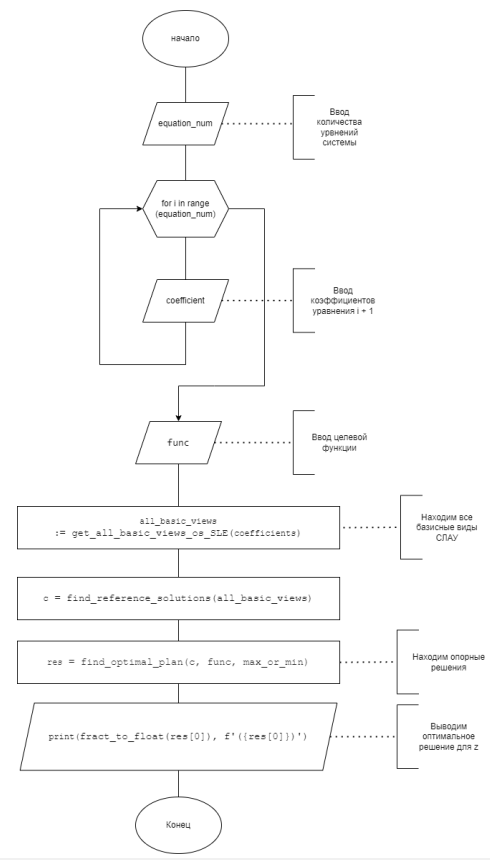 начало
equation_num
Ввод
количества
урвнений
системы
for i in range
(equation_num)
coefficient
Ввод
коэффициентов
уравнения i + 1
func
Ввод целевой
функции
all_basic_views
:= get_all_basic_views_os_SLE(coefficients)
Находим все
базисные виды
СЛАУ
c = find_reference_solutions(all_basic_views)
res = find_optimal_plan(c, func, max_or_min)
Находим опорные
решения
print(fract_to_float(res[0]), f'({res[0]})')
Выводим
оптимальное
решение для z
Конец